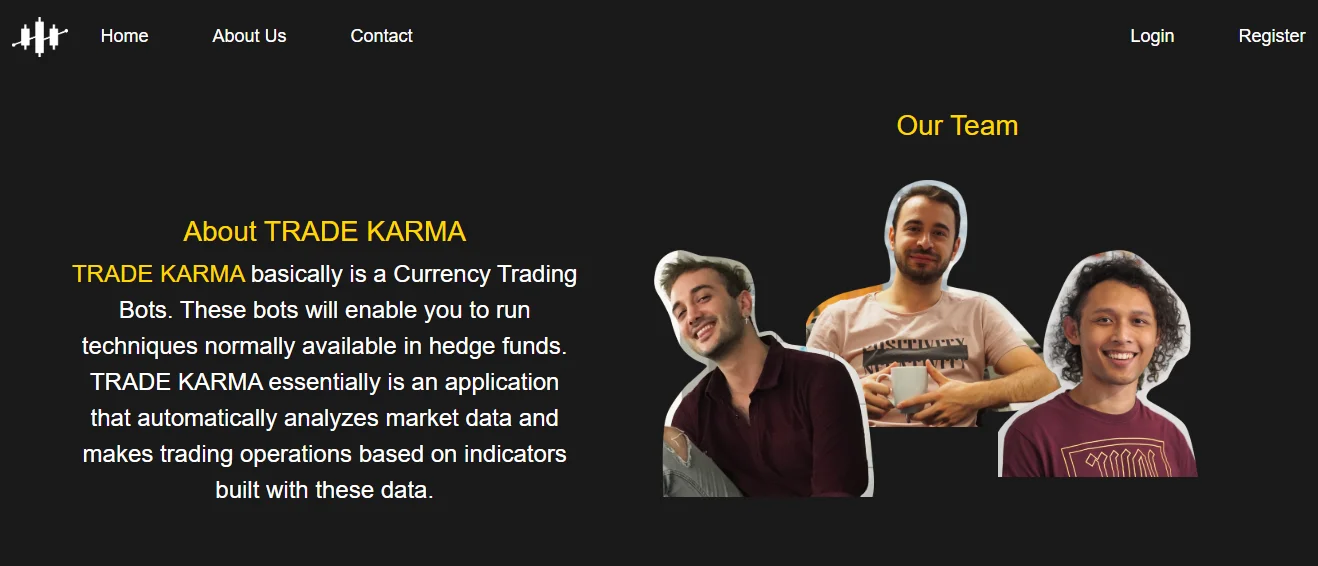 Home About Us Contact Login Register
Our Team
About TRADE KARMA
TRADE KARMA basically is a Currency Trading
Bots. These bots will enable you to run
techniques normally available in hedge funds.
TRADE KARMA essentially is an application
that automatically analyzes market data and
makes trading operations based on indicators
built with these data.
POSITIVITY